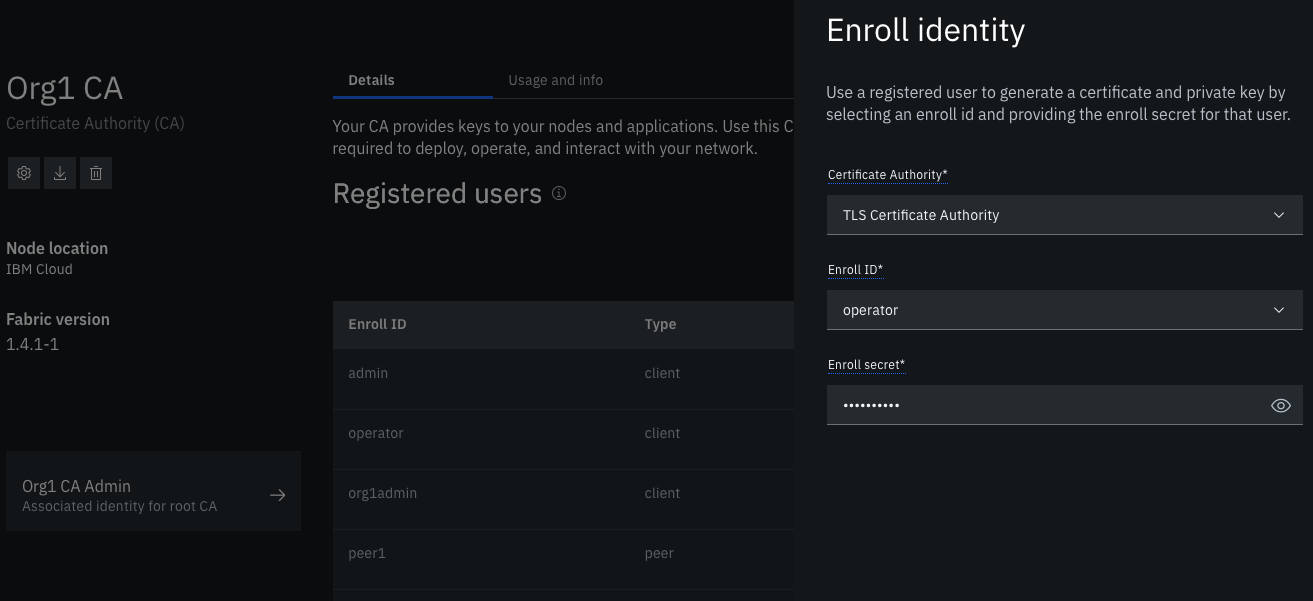 Org1 CA
Certificate Authority (CA)
Node location
IBM Cloud
Fabric version
1.4.1-1
Org1 CA Admin
Associated identity for root CA
Details
Usage and info
Your CA provides keys to your nodes and applications. Use this C
required to deploy, operate, and interact with your network.
Registered users
Enroll ID Type
admin client
operator client
org1admin client
peer1 peer
Enroll identity
Use a registered user to generate a certificate and private key by
selecting an enroll id and providing the enroll secret for that user.
Certificate Authority*
TLS Certificate Authority
Enroll ID*
operator
Enroll secret*
••••••••••